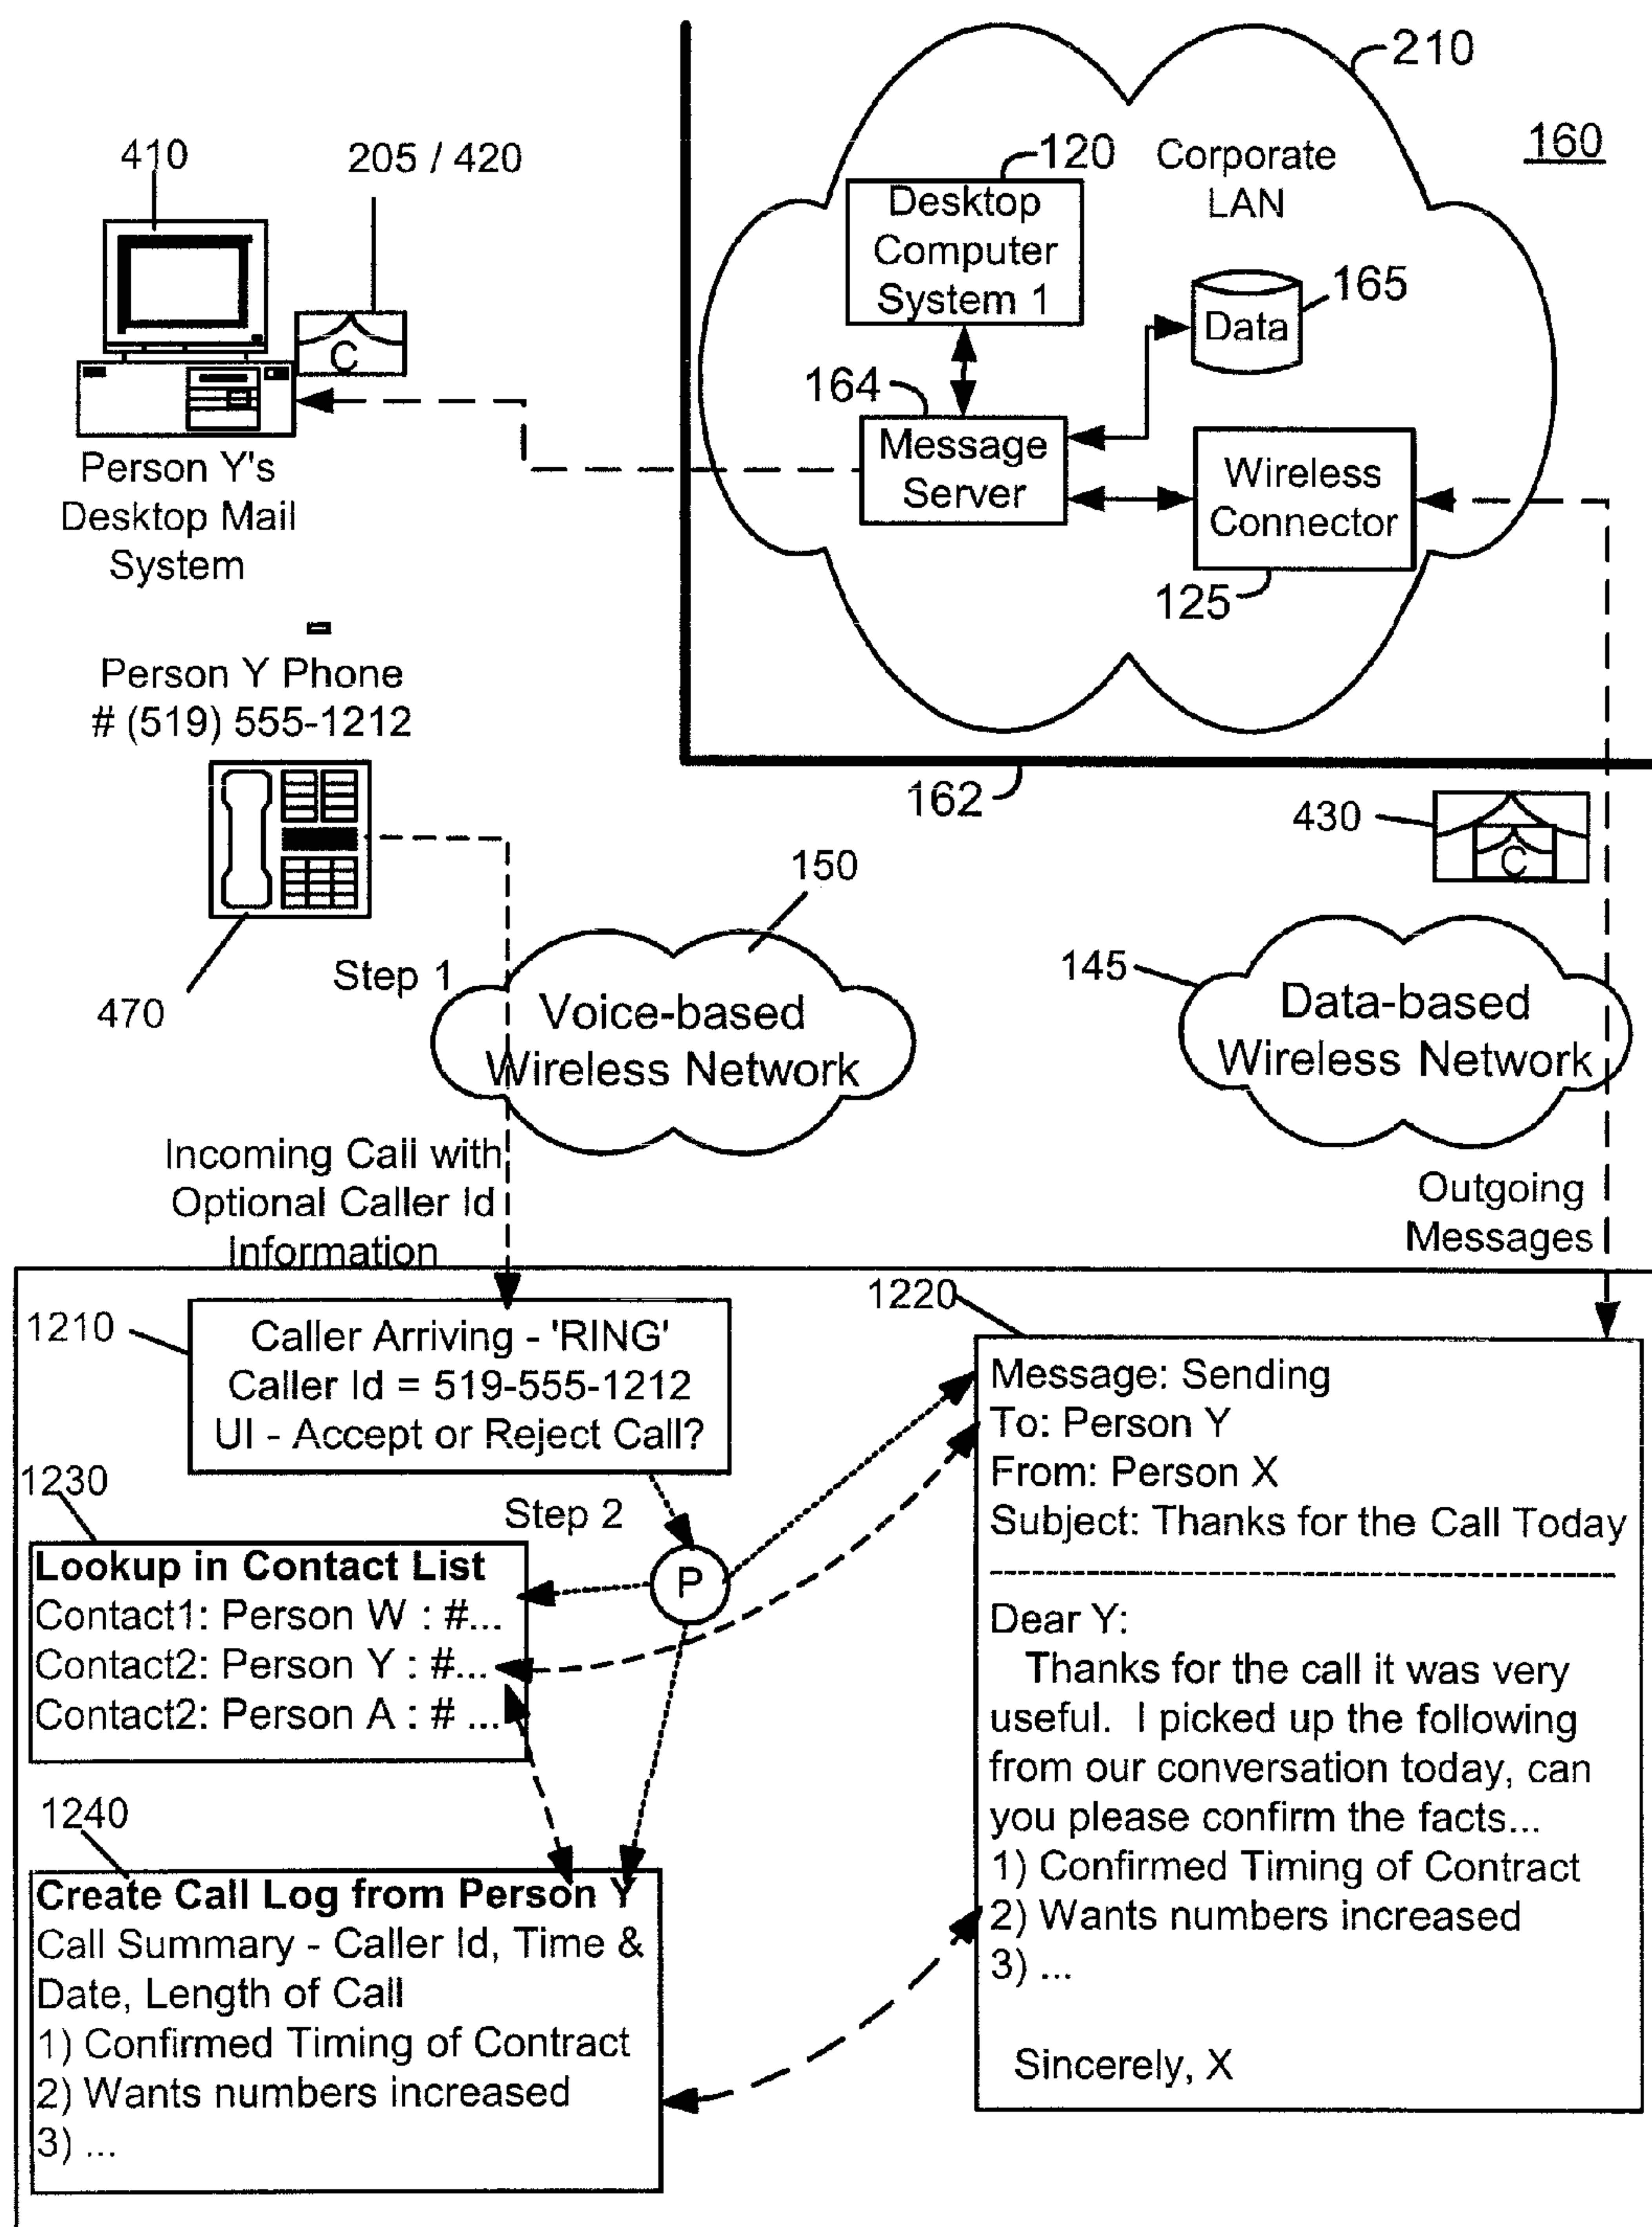 210
160
120
Corporate
LAN
Desktop
Computer
System 1
165
Data
164
Message
Server
Wireless
Connector
125
410
205 / 420
C
Person Y's
Desktop Mail
System
Person Y Phone
# (519) 555-1212
162
430
C
150
470
Step 1
Voice-based
Wireless Network
145
Data-based
Wireless Network
Incoming Call with
Optional Caller Id
Information
Outgoing
Messages
1210
Caller Arriving - 'RING'
Caller Id = 519-555-1212
UI - Accept or Reject Call?
Step 2
P
1230
Lookup in Contact List
Contact1: Person W : #...
Contact2: Person Y : #...
Contact2: Person A : # ...
1240
Create Call Log from Person Y
Call Summary - Caller Id, Time &
Date, Length of Call
1) Confirmed Timing of Contract
2) Wants numbers increased
3) ...
1220
Message: Sending
To: Person Y
From: Person X
Subject: Thanks for the Call Today
Dear Y:
Thanks for the call it was very
useful. I picked up the following
from our conversation today, can
you please confirm the facts...
1) Confirmed Timing of Contract
2) Wants numbers increased
3) ...
Sincerely, X